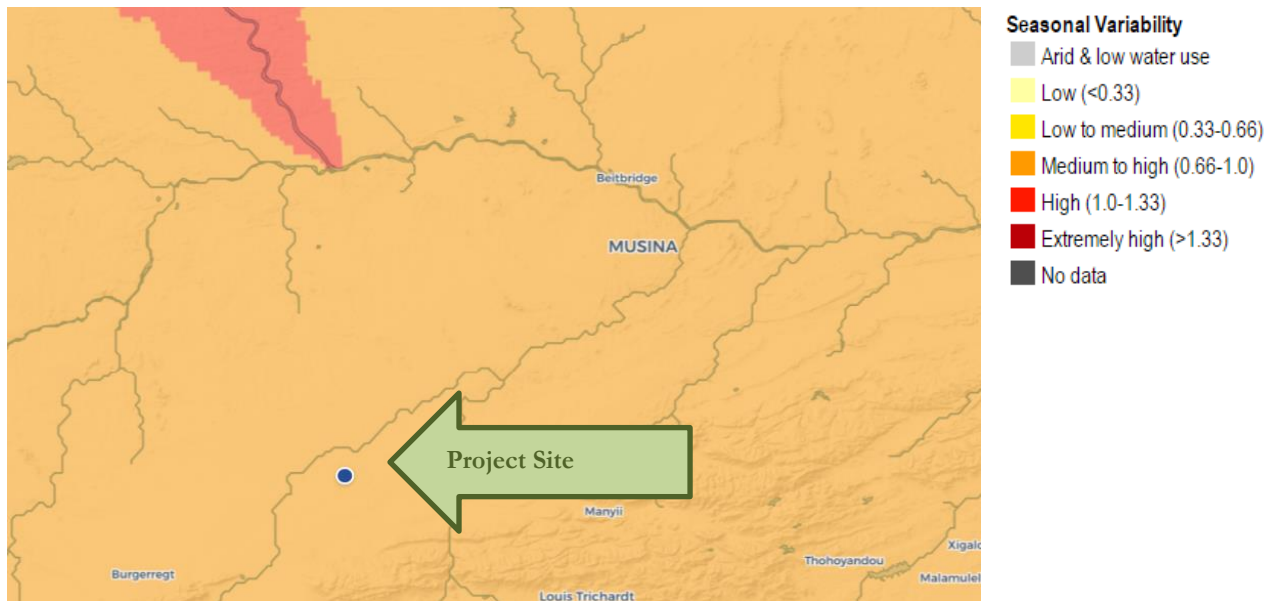 Beitbridge
MUSINA
Project Site
Manyii
Thohoyandou
Xigalo
Burgerregt
Malamulel
Louis Trichardt
Seasonal Variability
Arid & low water use
Low (<0.33)
Low to medium (0.33-0.66)
Medium to high (0.66-1.0)
High (1.0-1.33)
Extremely high (>1.33)
No data